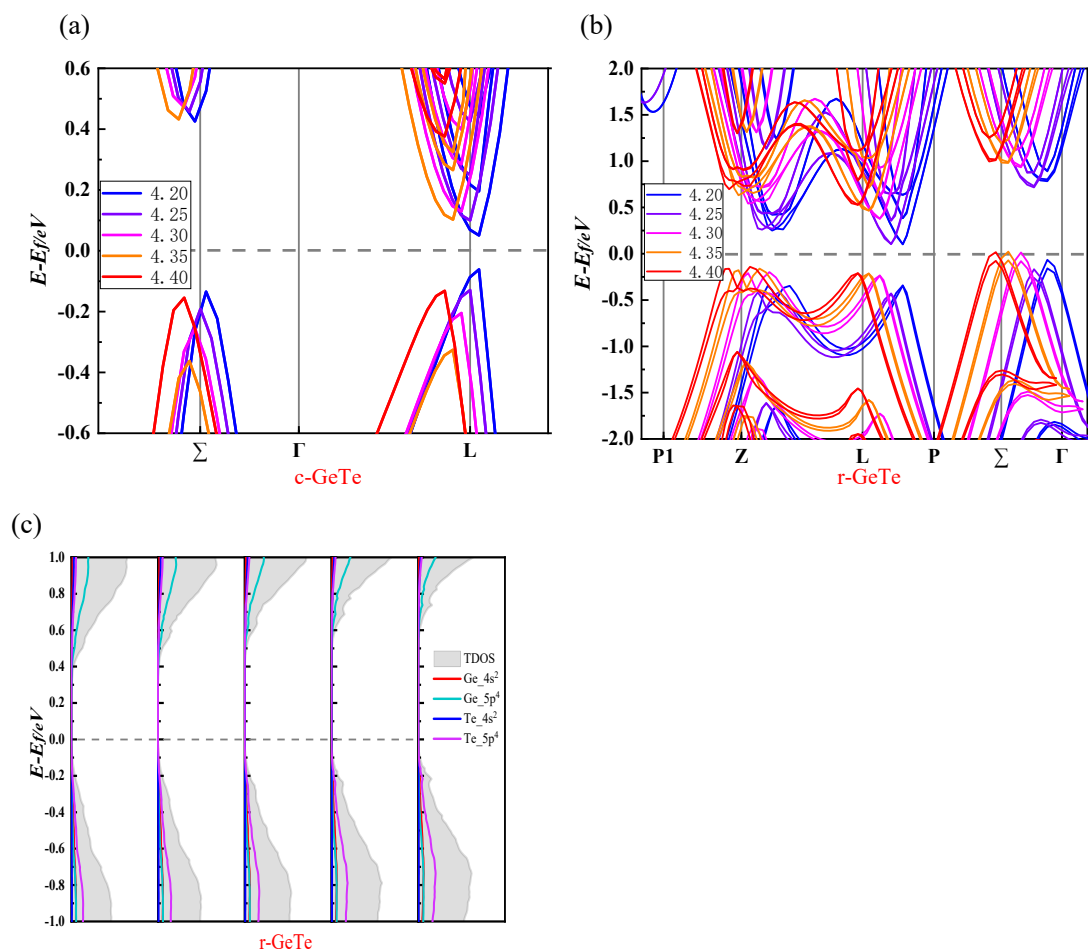 (a)
0.6
0.4
0.2
0.0
-0.2
-0.4
-0.6
E-Ef/eV
4.20
4.25
4.30
4.35
4.40
Σ Γ L
c-GeTe
(b)
2.0
1.5
1.0
0.5
0.0
-0.5
-1.0
-1.5
-2.0
E-Ef/eV
4.20
4.25
4.30
4.35
4.40
P1 Z L P Σ Γ
r-GeTe
(c)
1.0
0.8
0.6
0.4
0.2
0.0
-0.2
-0.4
-0.6
-0.8
-1.0
E-Ef/eV
TDOS
Ge_4s²
Ge_5p⁴
Te_4s²
Te_5p⁴
r-GeTe